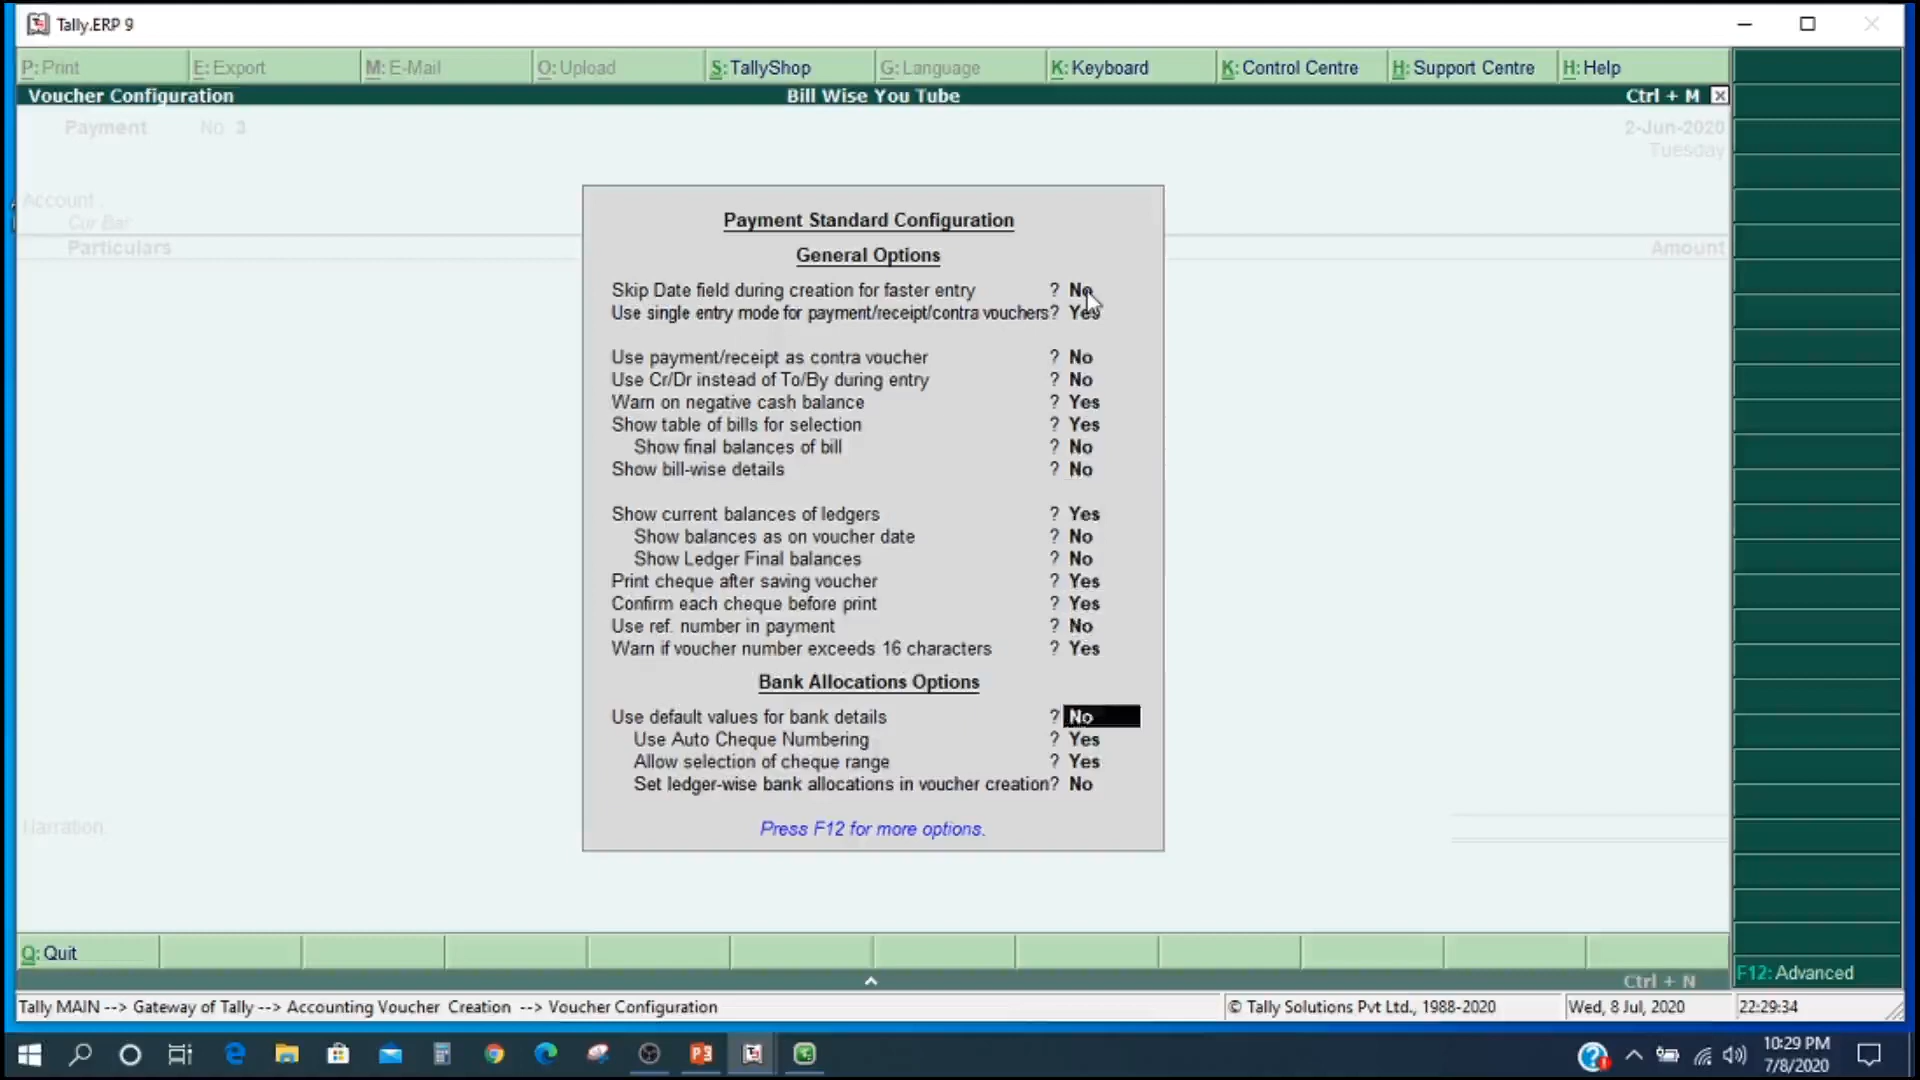 Tally.ERP 9
P: Print E: Export M: E-Mail O: Upload S: TallyShop G: Language K: Keyboard K: Control Centre H: Support Centre H: Help
Voucher Configuration Bill Wise You Tube Ctrl + M
Payment No 3 2-Jun-2020
Tuesday
Account
Cur Bal
Particulars Amount
Payment Standard Configuration
General Options
Skip Date field during creation for faster entry ? No
Use single entry mode for payment/receipt/contra vouchers? Yes
Use payment/receipt as contra voucher ? No
Use Cr/Dr instead of To/By during entry ? No
Warn on negative cash balance ? Yes
Show table of bills for selection ? Yes
Show final balances of bill ? No
Show bill-wise details ? No
Show current balances of ledgers ? Yes
Show balances as on voucher date ? No
Show Ledger Final balances ? No
Print cheque after saving voucher ? Yes
Confirm each cheque before print ? Yes
Use ref. number in payment ? No
Warn if voucher number exceeds 16 characters ? Yes
Bank Allocations Options
Use default values for bank details ? No
Use Auto Cheque Numbering ? Yes
Allow selection of cheque range ? Yes
Set ledger-wise bank allocations in voucher creation? No
Press F12 for more options.
Narration
Q: Quit
F12: Advanced
Ctrl + N
Tally MAIN --> Gateway of Tally --> Accounting Voucher Creation --> Voucher Configuration © Tally Solutions Pvt Ltd., 1988-2020 Wed, 8 Jul, 2020 22:29:34
10:29 PM
7/8/2020